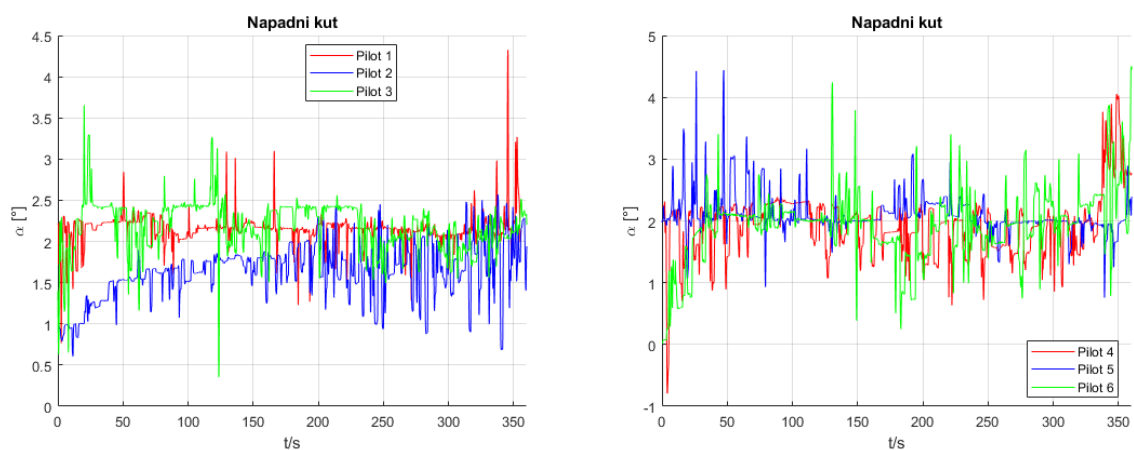 Napadni kut
4.5
4
3.5
3
2.5
2
1.5
1
0.5
0
α [°]
Pilot 1
Pilot 2
Pilot 3
0 50 100 150 200 250 300 350
t/s
Napadni kut
5
4
3
2
1
0
-1
α [°]
Pilot 4
Pilot 5
Pilot 6
0 50 100 150 200 250 300 350
t/s